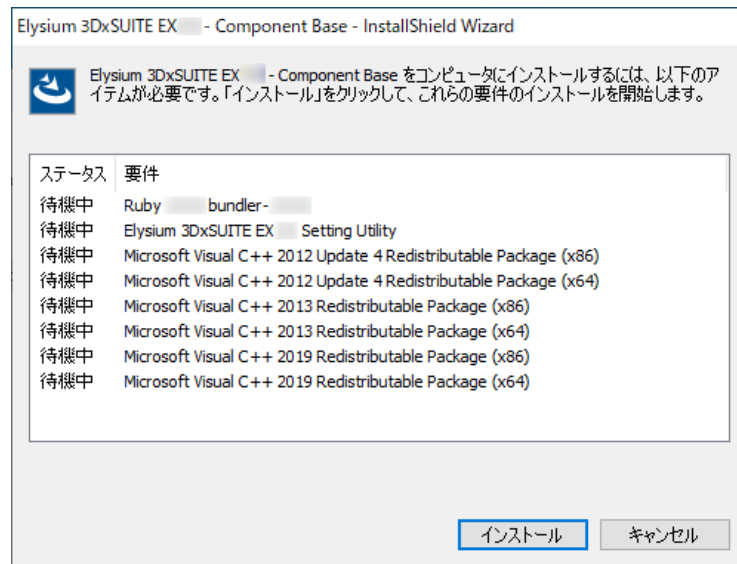 Elysium 3DxSUITE EX - Component Base - InstallShield Wizard
Elysium 3DxSUITE EX - Component Base をコンピュータにインストールするには、以下のア
イテムが必要です。「インストール」をクリックして、これらの要件のインストールを開始します。
ステータス 要件
待機中 Ruby bundler-
待機中 Elysium 3DxSUITE EX Setting Utility
待機中 Microsoft Visual C++ 2012 Update 4 Redistributable Package (x86)
待機中 Microsoft Visual C++ 2012 Update 4 Redistributable Package (x64)
待機中 Microsoft Visual C++ 2013 Redistributable Package (x86)
待機中 Microsoft Visual C++ 2013 Redistributable Package (x64)
待機中 Microsoft Visual C++ 2019 Redistributable Package (x86)
待機中 Microsoft Visual C++ 2019 Redistributable Package (x64)
インストール キャンセル